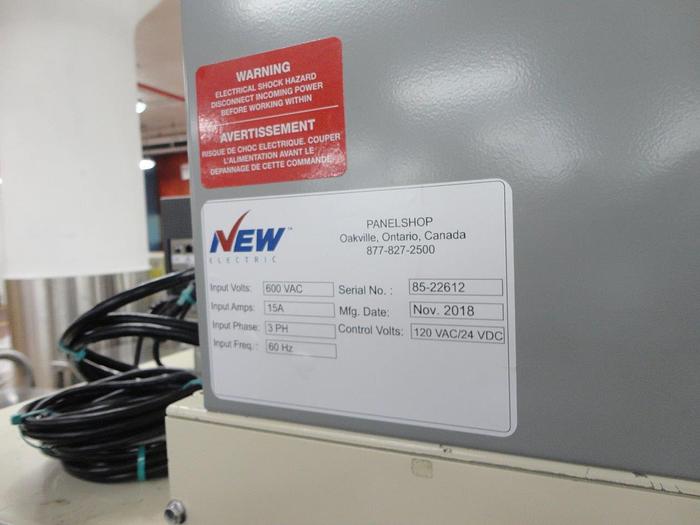 WARNING
ELECTRICAL SHOCK HAZARD
DISCONNECT INCOMING POWER
BEFORE WORKING WITHIN
AVERTISSEMENT
RISQUE DE CHOC ELECTRIQUE. COUPER
L'ALIMENTATION AVANT LE
DEPANNAGE DE CETTE COMMANDE.
NEW™
ELECTRIC
PANELSHOP
Oakville, Ontario, Canada
877-827-2500
Input Volts: 600 VAC Serial No. : 85-22612
Input Amps: 15A Mfg. Date: Nov. 2018
Input Phase: 3 PH Control Volts: 120 VAC/24 VDC
Input Freq.: 60 Hz